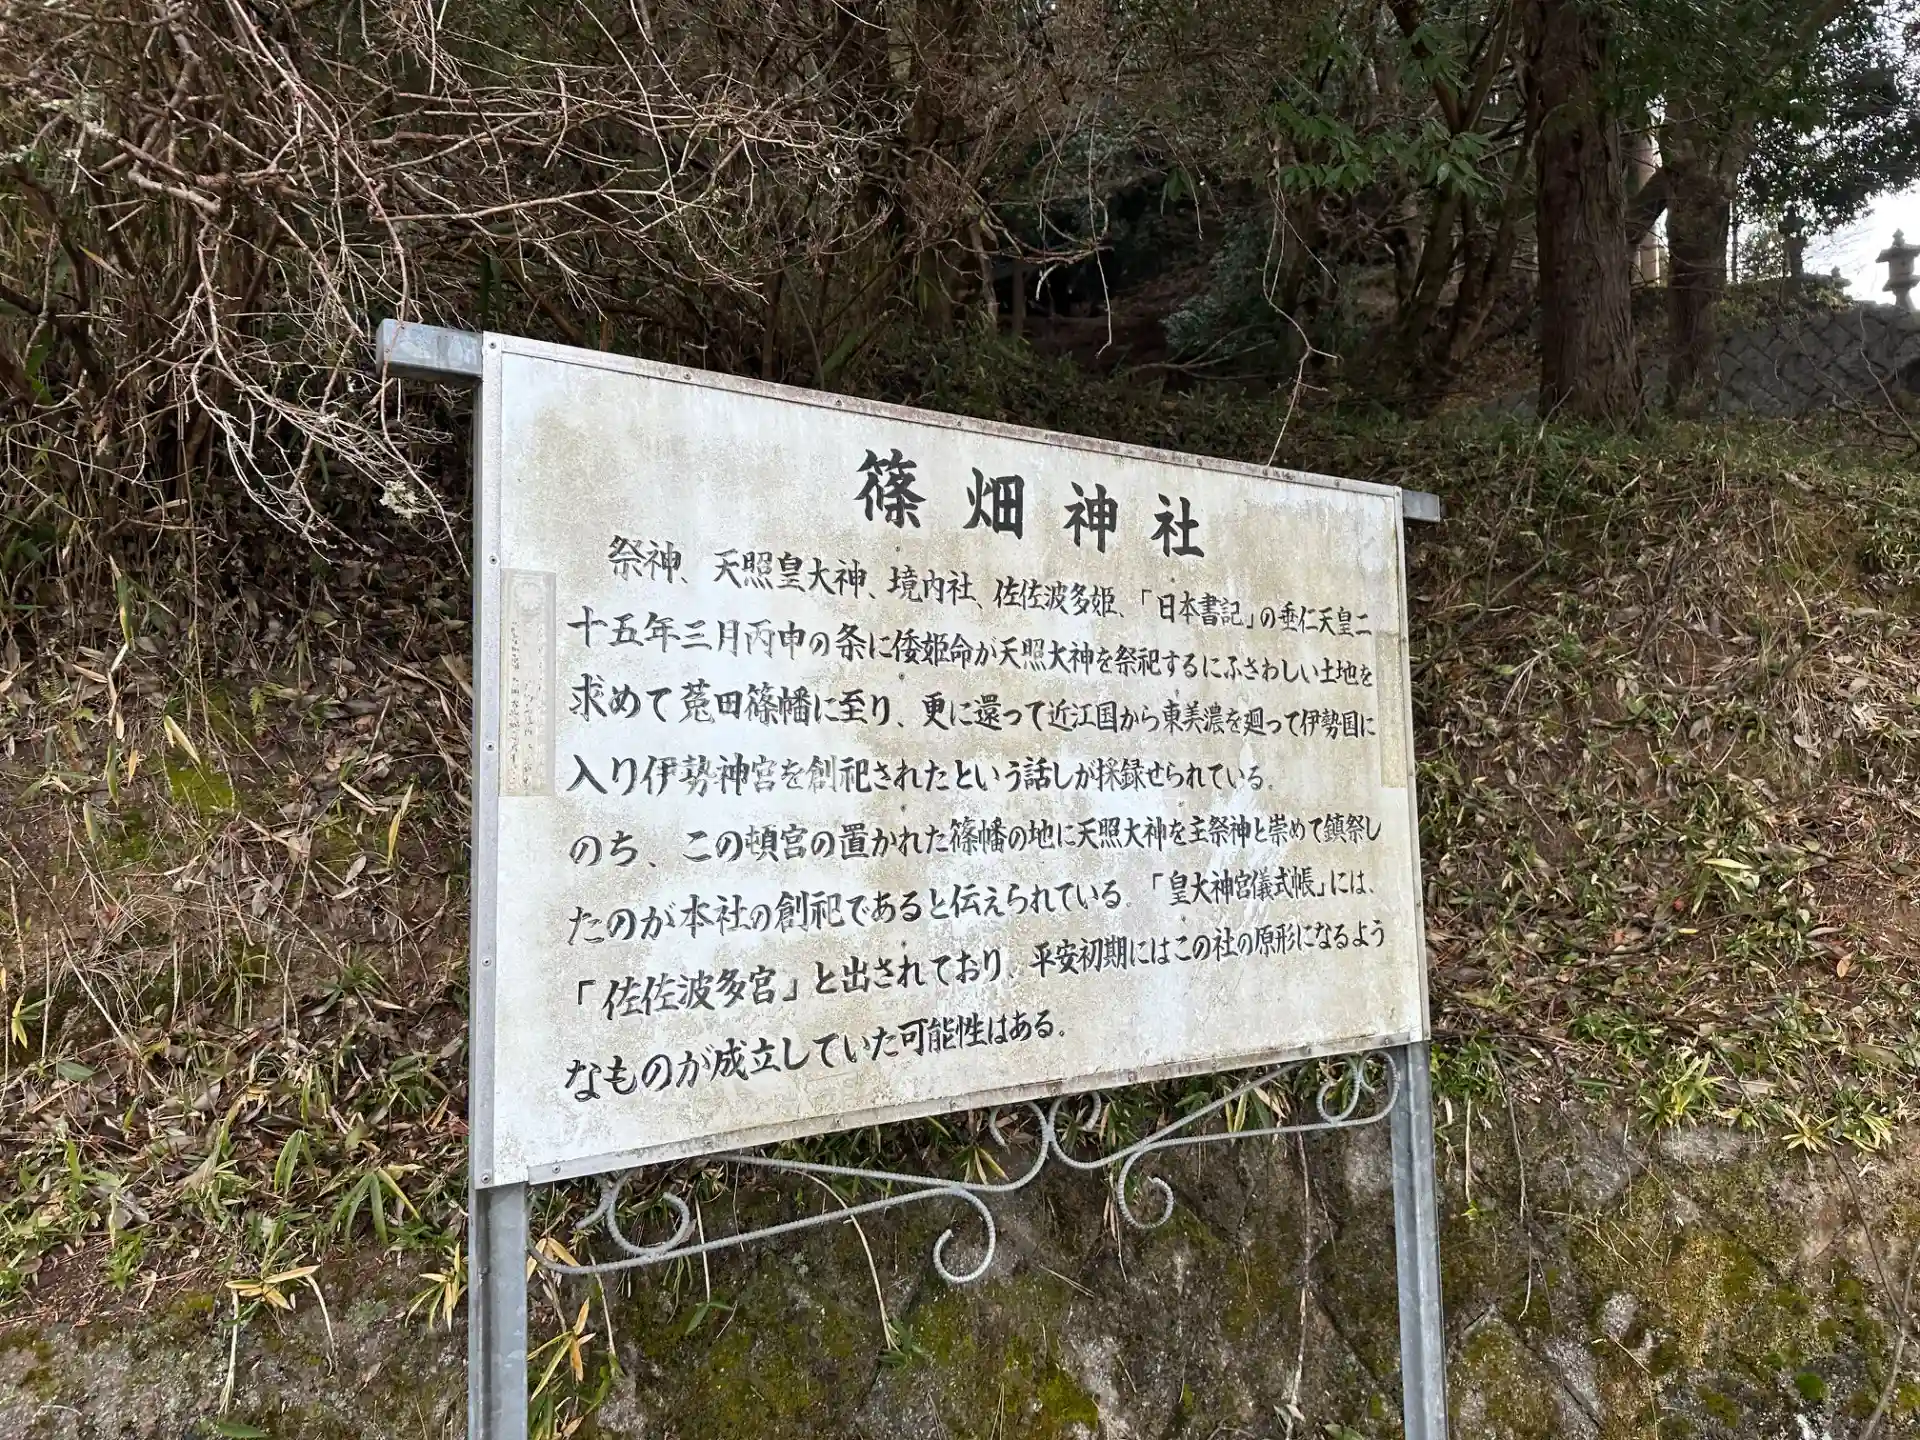 篠畑神社
祭神、天照皇大神、境内社、佐佐波多姫、「日本書記」の垂仁天皇二
十五年三月丙申の条に倭姫命が天照大神を祭祀するにふさわしい土地を
求めて菟田篠幡に至り、更に還って近江国から東美濃を廻って伊勢国に
入り伊勢神宮を創祀されたという話しが採録せられている。
のち、この頓宮の置かれた篠幡の地に天照大神を主祭神と崇めて鎮祭し
たのが本社の創祀であると伝えられている。「皇大神宮儀式帳」には、
「佐佐波多宮」と出されており、平安初期にはこの社の原形になるよう
なものが成立していた可能性はある。